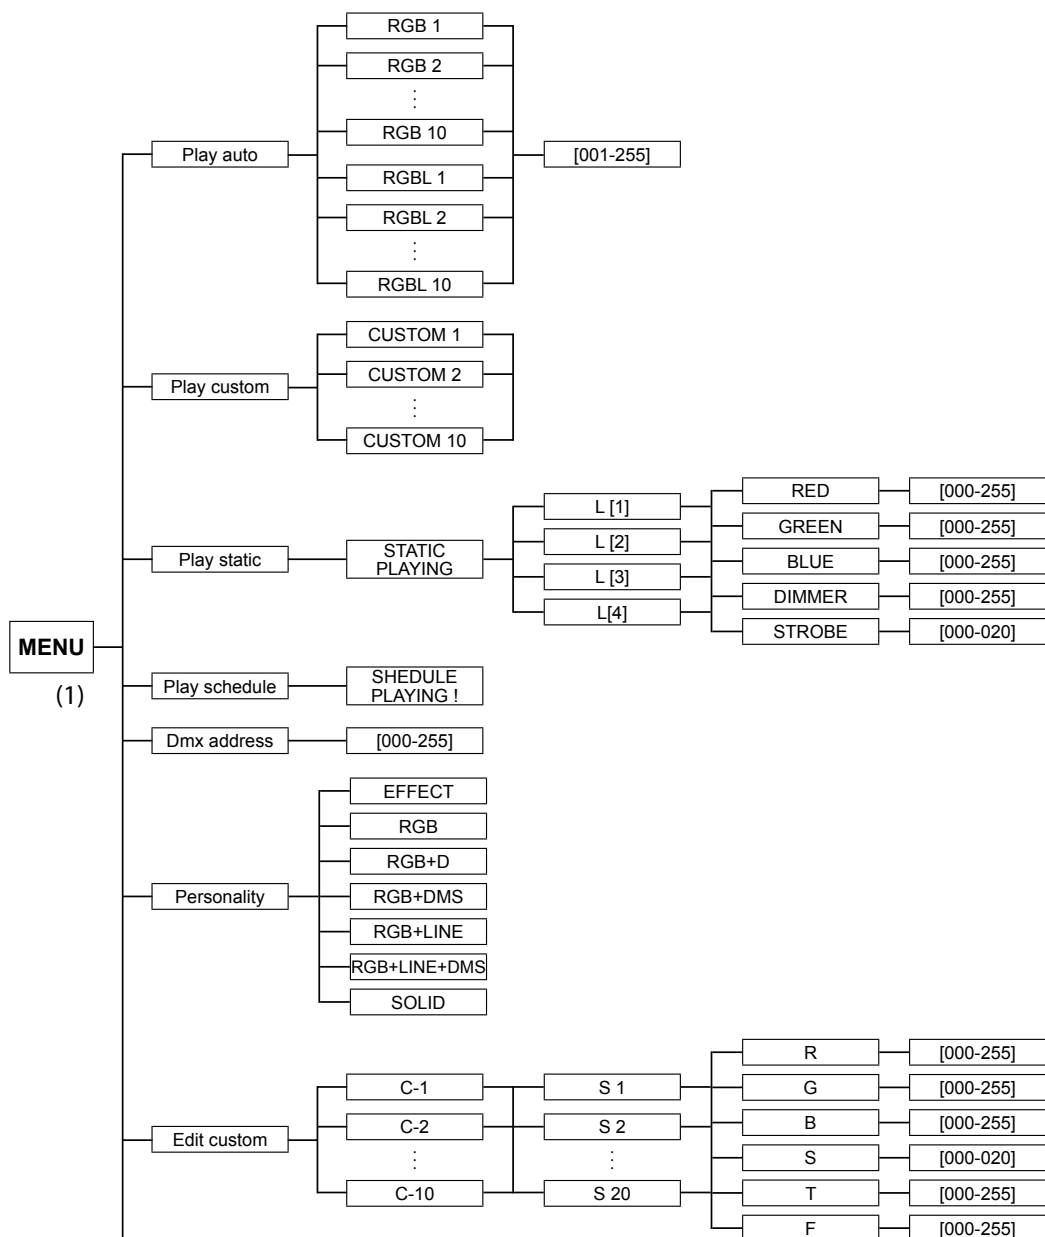 MENU
(1)
Play auto
RGB 1
RGB 2
RGB 10
RGBL 1
RGBL 2
RGBL 10
[001-255]
Play custom
CUSTOM 1
CUSTOM 2
CUSTOM 10
Play static
STATIC
PLAYING
L [1]
L [2]
L [3]
L[4]
RED
[000-255]
GREEN
[000-255]
BLUE
[000-255]
DIMMER
[000-255]
STROBE
[000-020]
Play schedule
SHEDULE
PLAYING !
Dmx address
[000-255]
Personality
EFFECT
RGB
RGB+D
RGB+DMS
RGB+LINE
RGB+LINE+DMS
SOLID
Edit custom
C-1
C-2
C-10
S 1
S 2
S 20
R
[000-255]
G
[000-255]
B
[000-255]
S
[000-020]
T
[000-255]
F
[000-255]